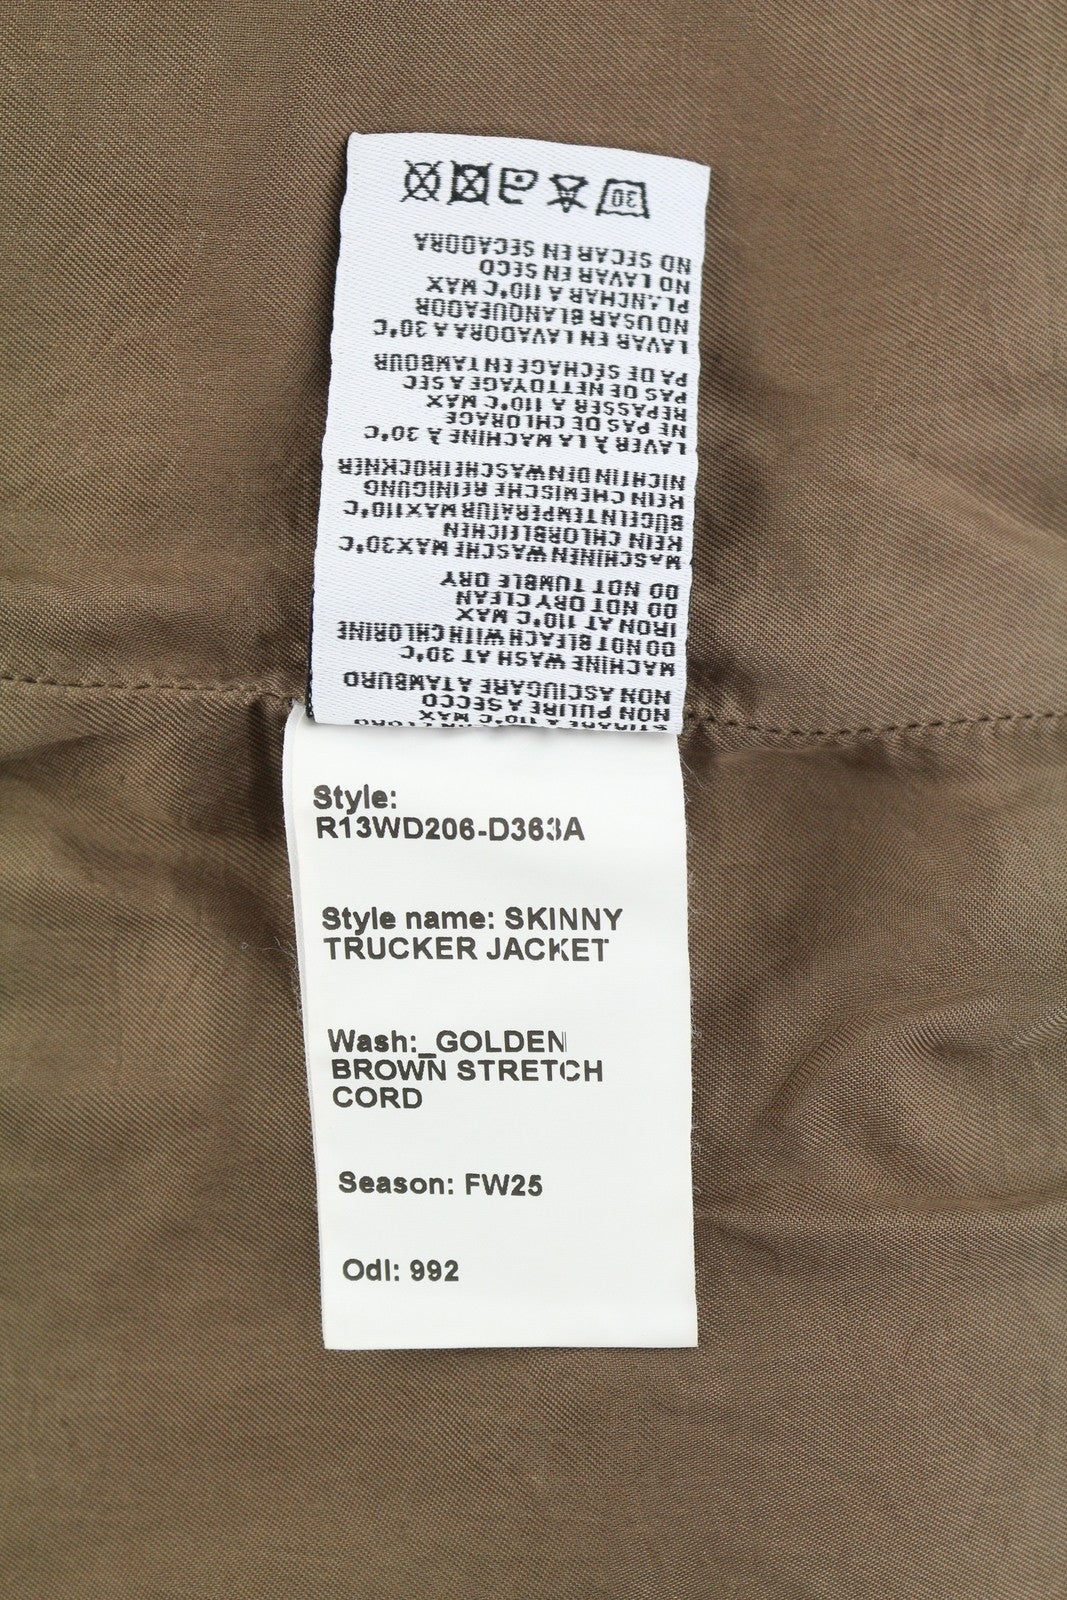 STIRARE A 110°C MAX
NON PULIRE A SECCO
NON ASCIUGARE A TAMBURO
MACHINE WASH AT 30°C
DO NOT BLEACH WITH CHLORINE
IRON AT 110°C MAX
DO NOT DRY CLEAN
DO NOT TUMBLE DRY
MASCHINEN WASCHE MAX30°C
KEIN CHLORBLEICHEN
BÜGELN TEMPERATUR MAX110°C
KEIN CHEMISCHE REINIGUNG
NICHT IN DEN WASCHETROCKNER
LAVER À LA MACHINE À 30°C
NE PAS DE CHLORAGE
REPASSER A 110°C MAX
PAS DE NETTOYAGE A SEC
PA DE SÉCHAGE EN TAMBOUR
LAVAR EN LAVADORA A 30°C
NO USAR BLANQUEADOR
PLANCHAR A 110°C MAX
NO LAVAR EN SECO
NO SECAR EN SECADORA
30
Style:
R13WD206-D363A
Style name: SKINNY
TRUCKER JACKET
Wash:_GOLDEN
BROWN STRETCH
CORD
Season: FW25
Odl: 992